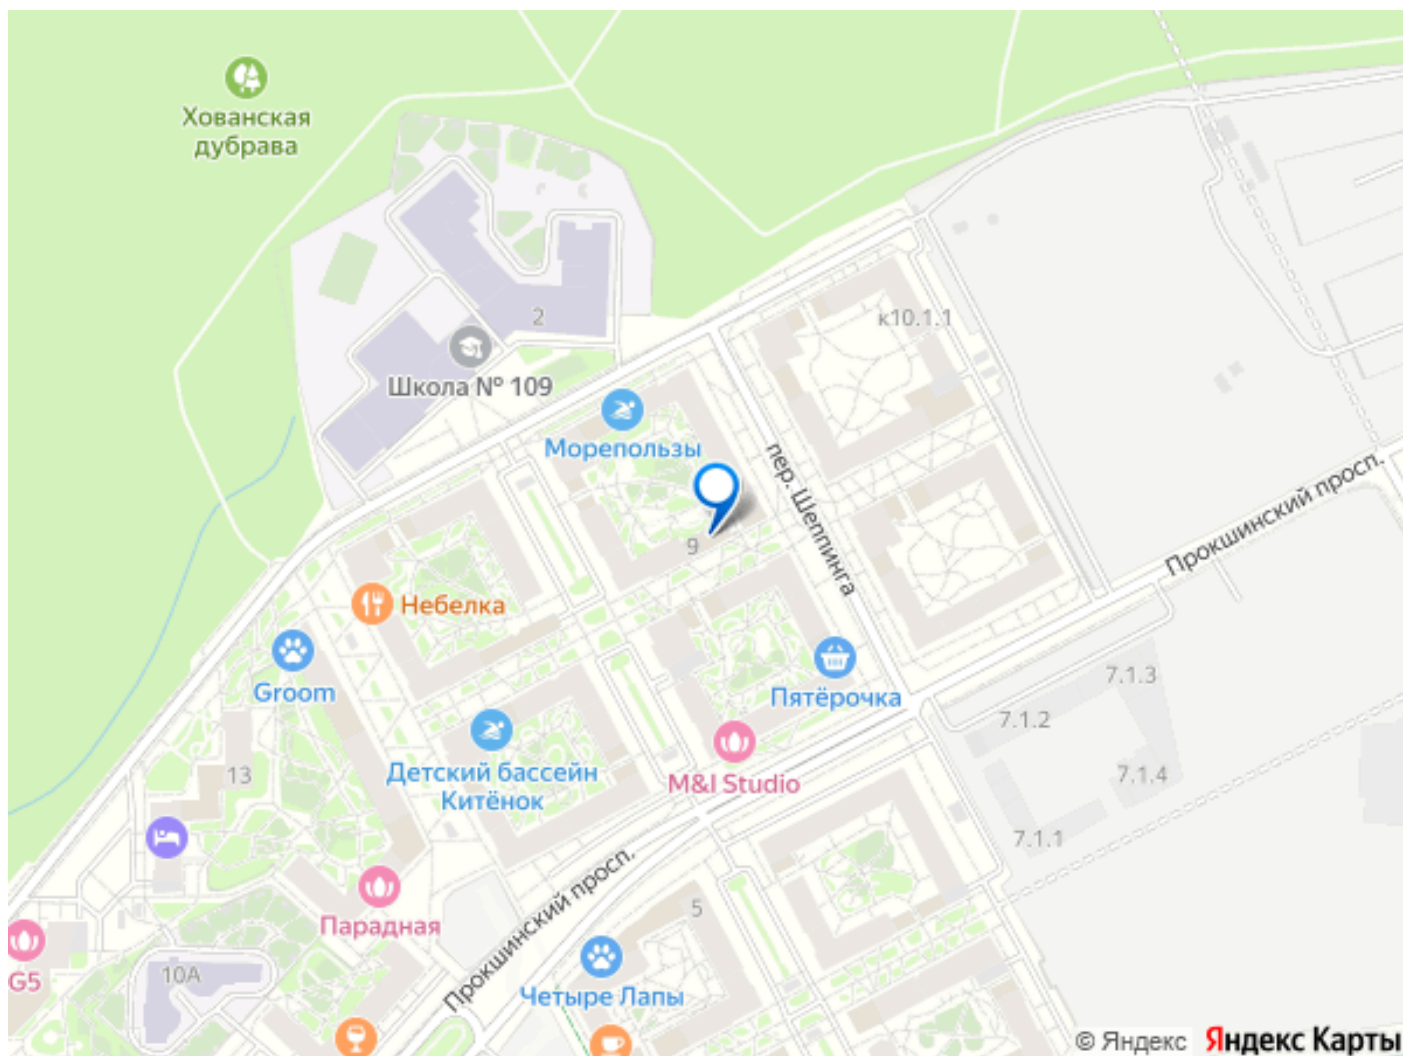 Хованская
дубрава
к10.1.1
2
Школа № 109
Морепользы
пер. Шеппинга
Прокшинский просп.
9
Небелка
Groom
Пятёрочка
7.1.3
7.1.2
7.1.4
7.1.1
M&I Studio
Детский бассейн
Китёнок
13
Прокшинский просп.
Парадная
5
G5
10А
Четыре Лапы
© Яндекс Яндекс Карты